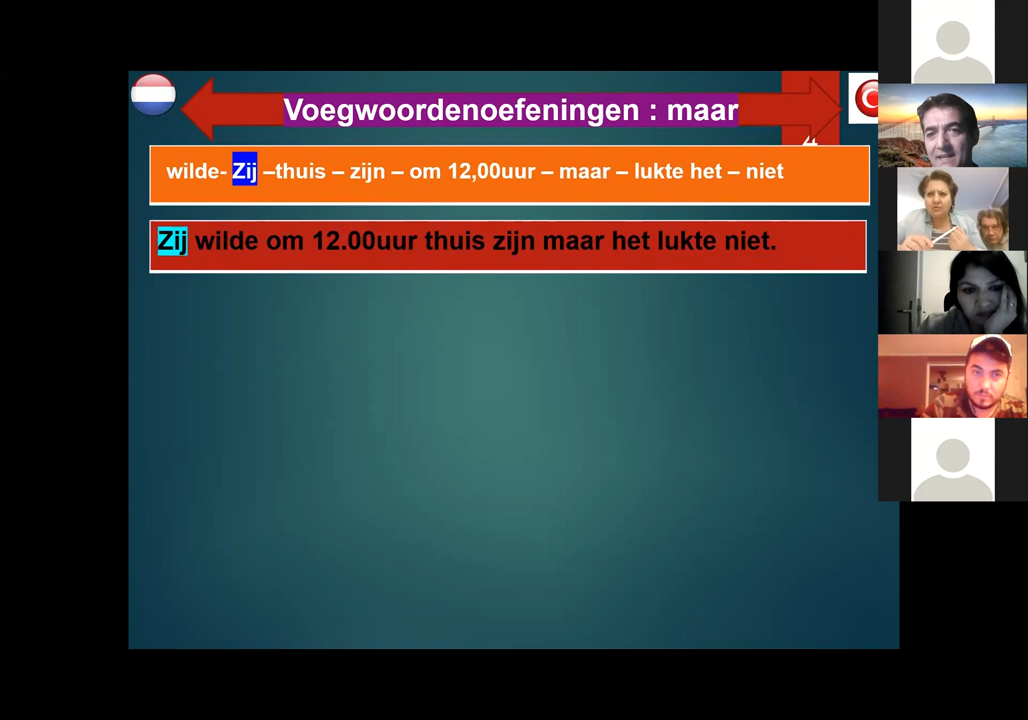 Voegwoordenoefeningen : maar
wilde- Zij –thuis – zijn – om 12,00uur – maar – lukte het – niet
Zij wilde om 12.00uur thuis zijn maar het lukte niet.